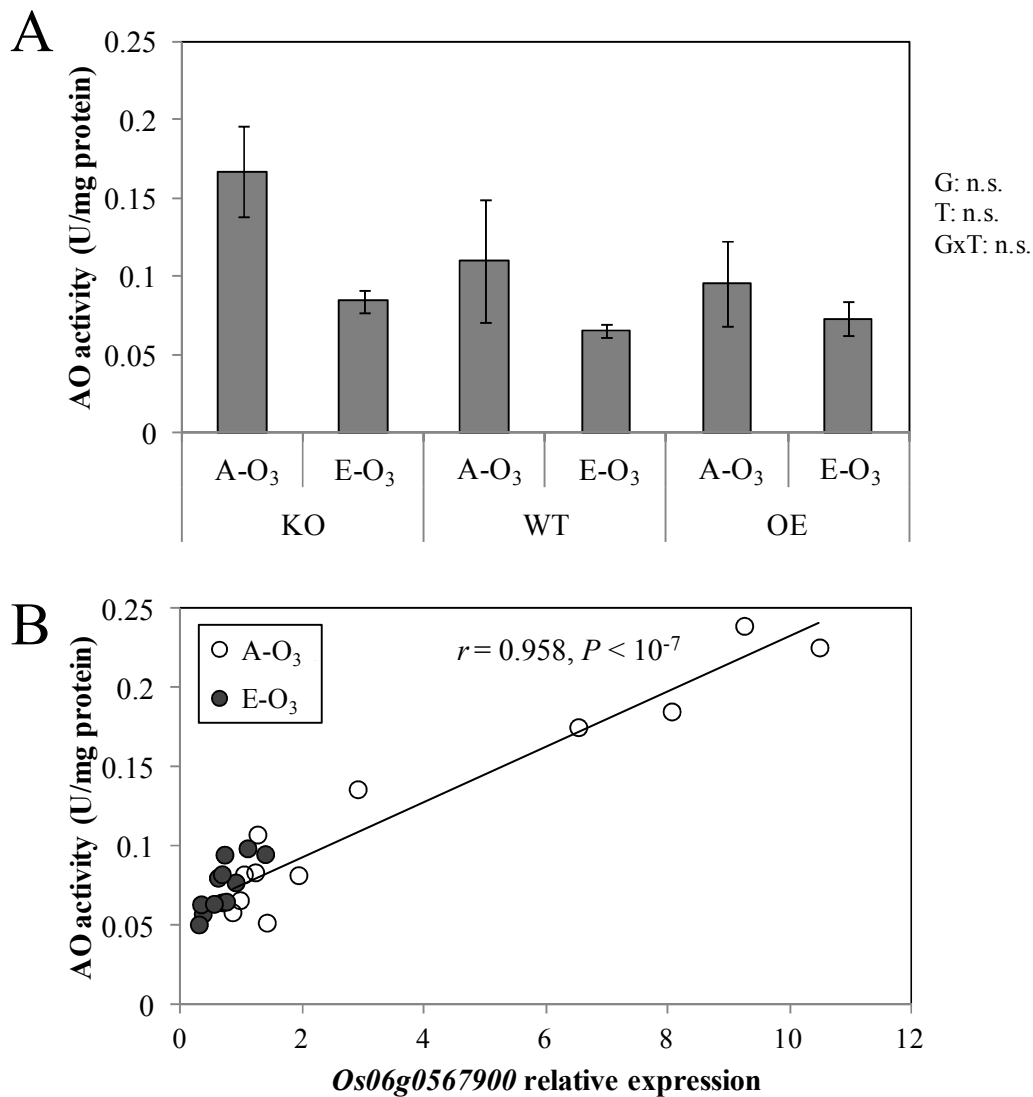 A
AO activity (U/mg protein)
0.25
0.2
0.15
0.1
0.05
0
A-O₃ E-O₃ A-O₃ E-O₃ A-O₃ E-O₃
KO WT OE
G: n.s.
T: n.s.
GxT: n.s.
B
AO activity (U/mg protein)
0.25
0.2
0.15
0.1
0.05
0
A-O₃
E-O₃
r = 0.958, P < 10⁻⁷
0 2 4 6 8 10 12
Os06g0567900 relative expression